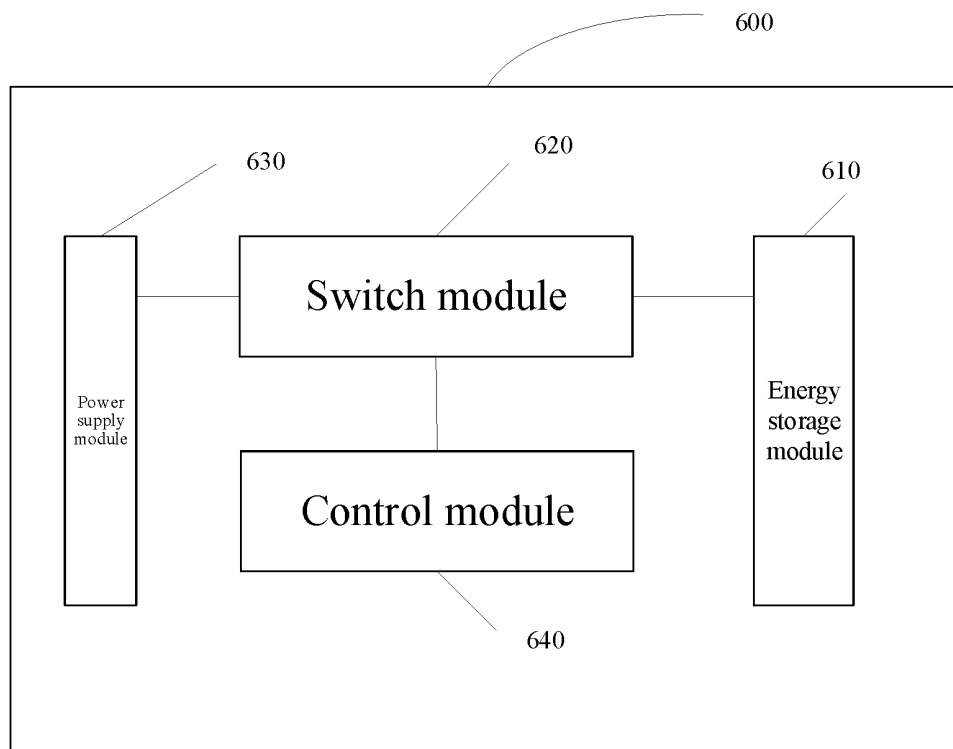 600
630
620
610
Switch module
Power
supply
module
Energy
storage
module
Control module
640